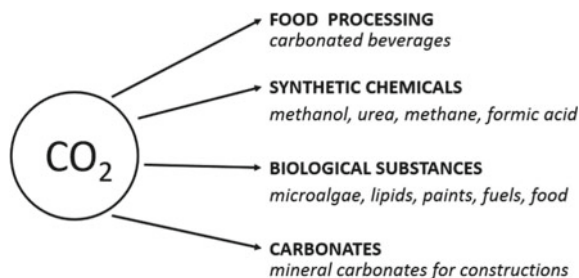 FOOD PROCESSING
carbonated beverages
SYNTHETIC CHEMICALS
methanol, urea, methane, formic acid
CO₂
BIOLOGICAL SUBSTANCES
microalgae, lipids, paints, fuels, food
CARBONATES
mineral carbonates for constructions